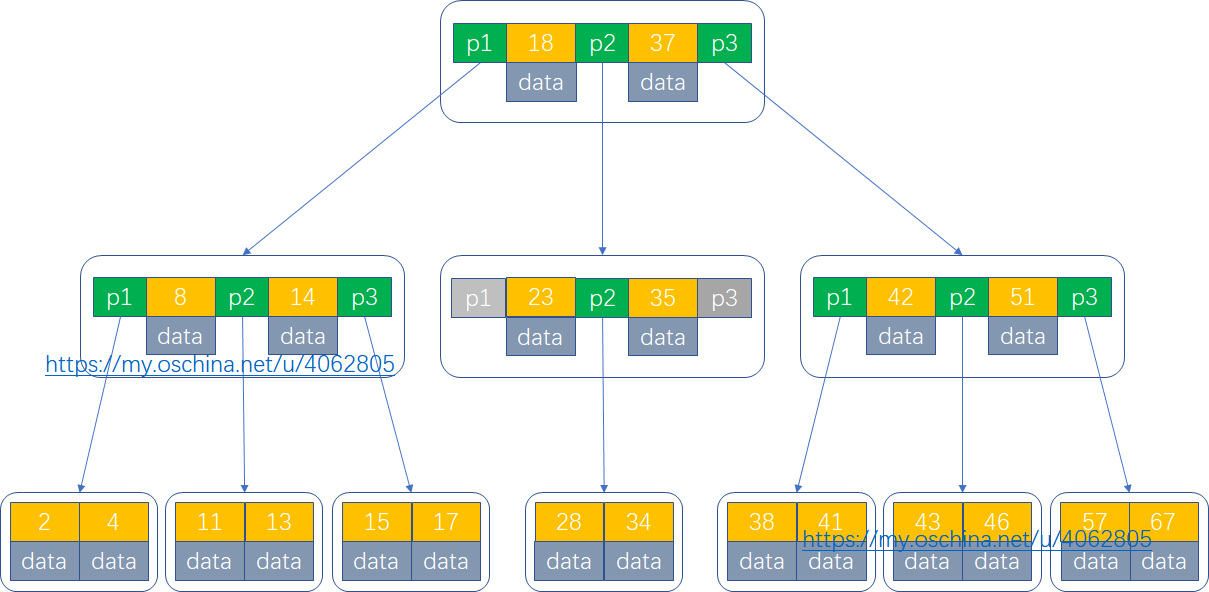 p1 18 p2 37 p3
data data
p1 8 p2 14 p3 p1 23 p2 35 p3 p1 42 p2 51 p3
data data data data data data
https://my.oschina.net/u/4062805
2 4 11 13 15 17 28 34 38 41 43 46 57 67
https://my.oschina.net/u/4062805
data data data data data data data data data data data data data data